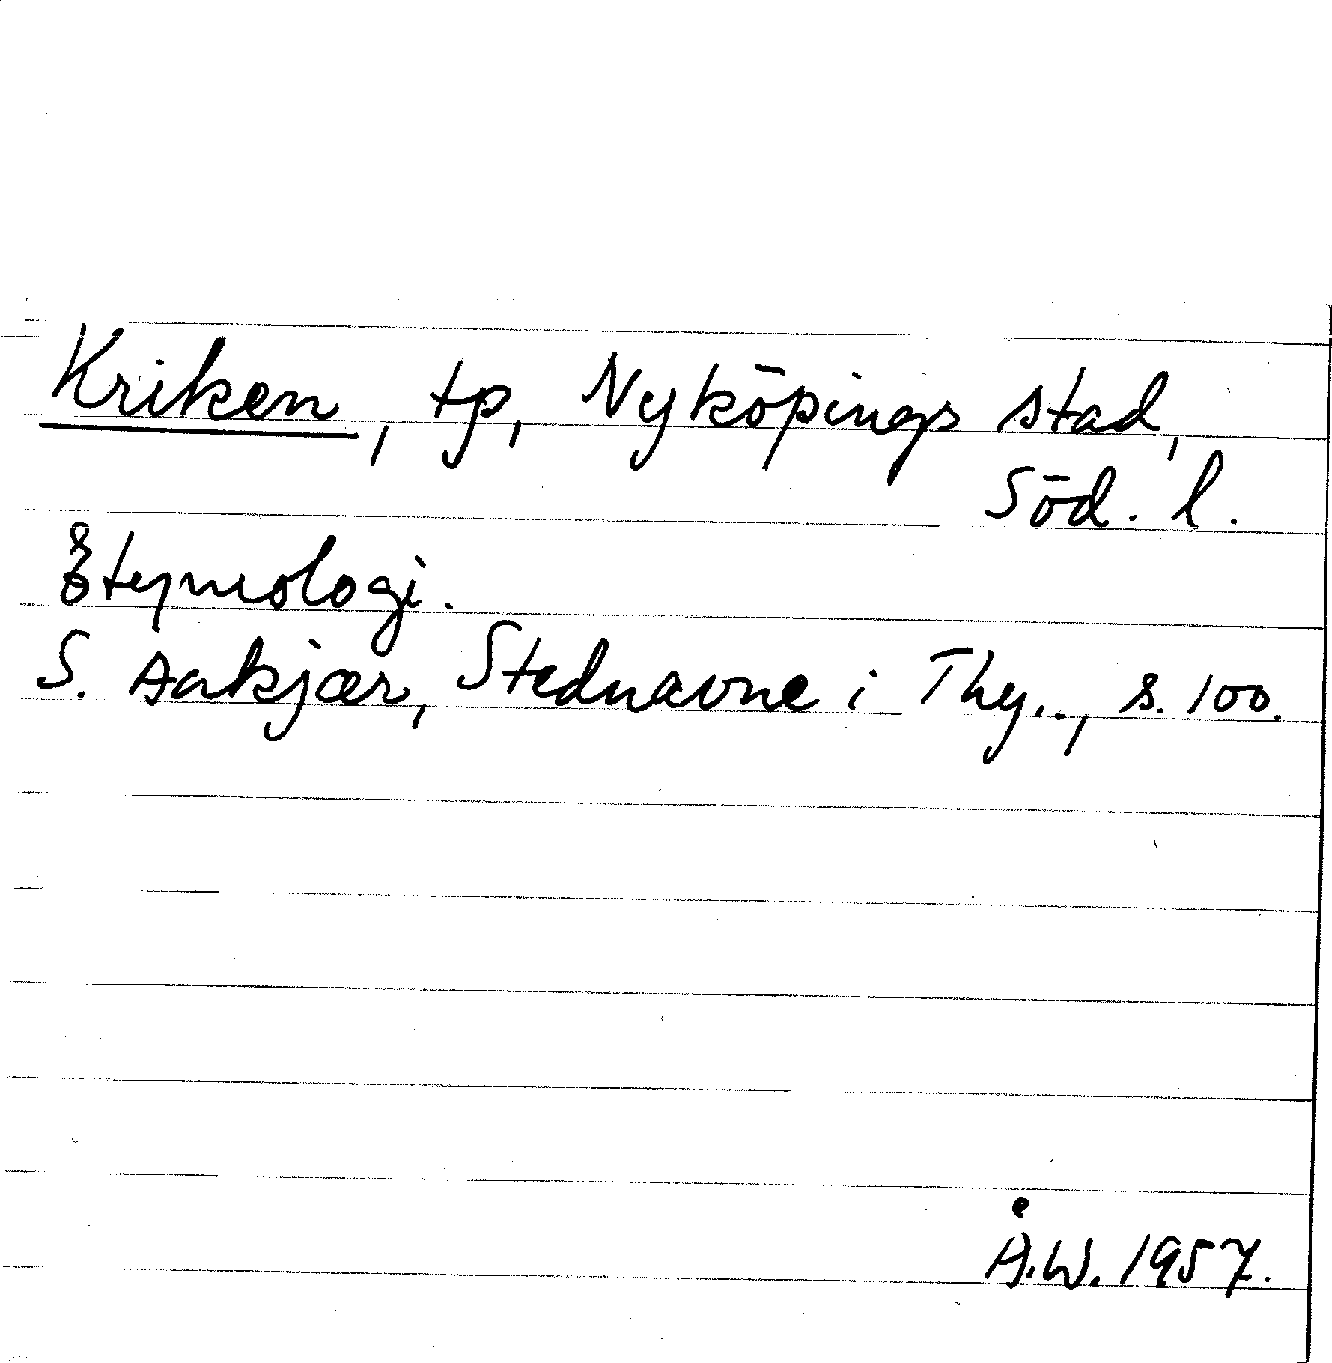 Kriken, tp, Nyköpings stad,
Söd. l.
Etymologi.
S. Aakjær, Stednavne i Thy.., s. 100.
Å.W. 1957.